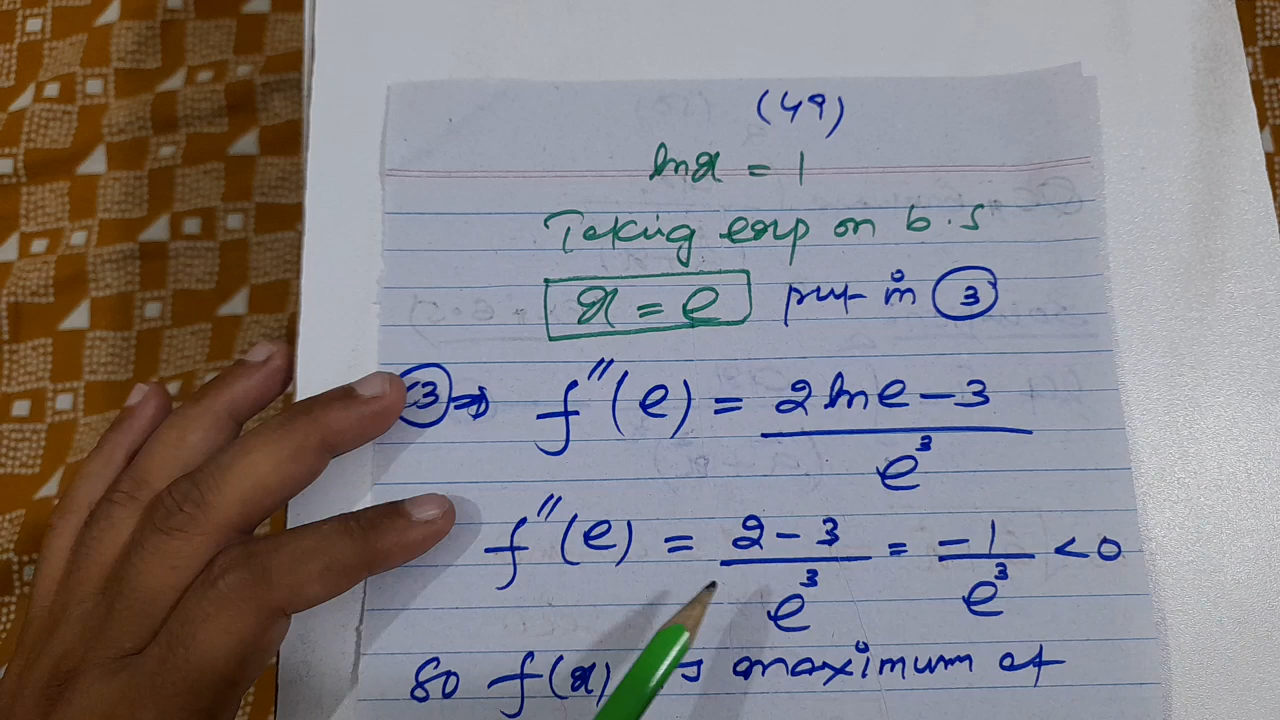 (49)
ln x = 1
Taking exp on b.s
x = e put in ③
③ ⇒ f''(e) = 2 ln e - 3 / e³
f''(e) = 2 - 3 / e³ = -1 / e³ < 0
So f(x) is maximum at